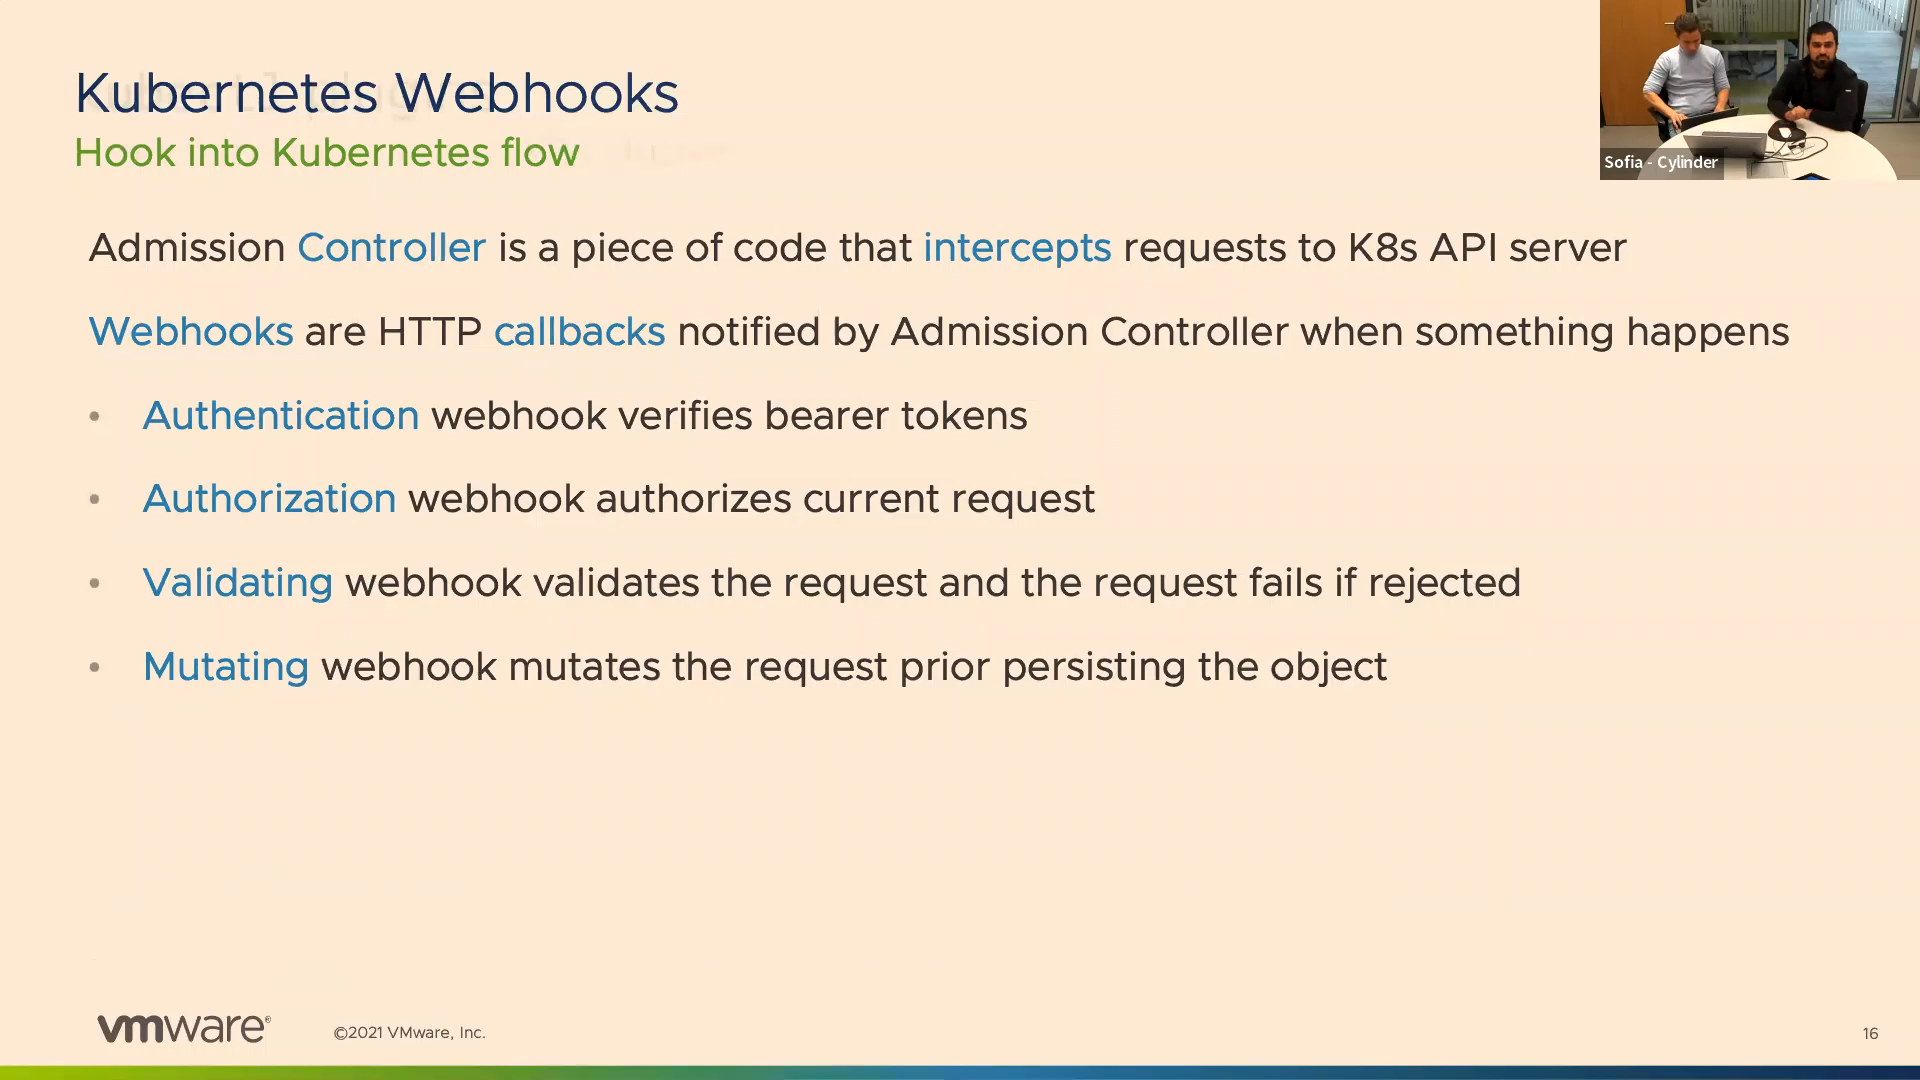 Kubernetes Webhooks
Hook into Kubernetes flow
Sofia - Cylinder
Admission Controller is a piece of code that intercepts requests to K8s API server
Webhooks are HTTP callbacks notified by Admission Controller when something happens
• Authentication webhook verifies bearer tokens
• Authorization webhook authorizes current request
• Validating webhook validates the request and the request fails if rejected
• Mutating webhook mutates the request prior persisting the object
vmware®
©2021 VMware, Inc.
16